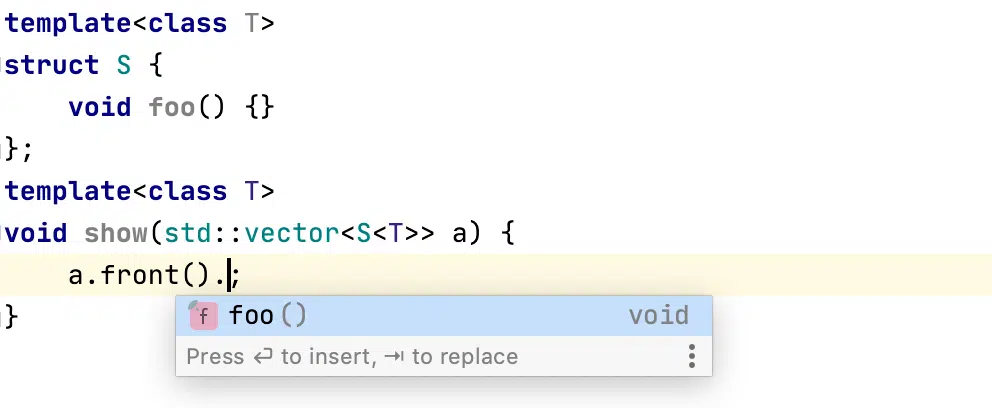 template<class T>
struct S {
    void foo() {}
};
template<class T>
void show(std::vector<S<T>> a) {
    a.front().;
f foo() void
Press ↩ to insert, ⇥ to replace
}